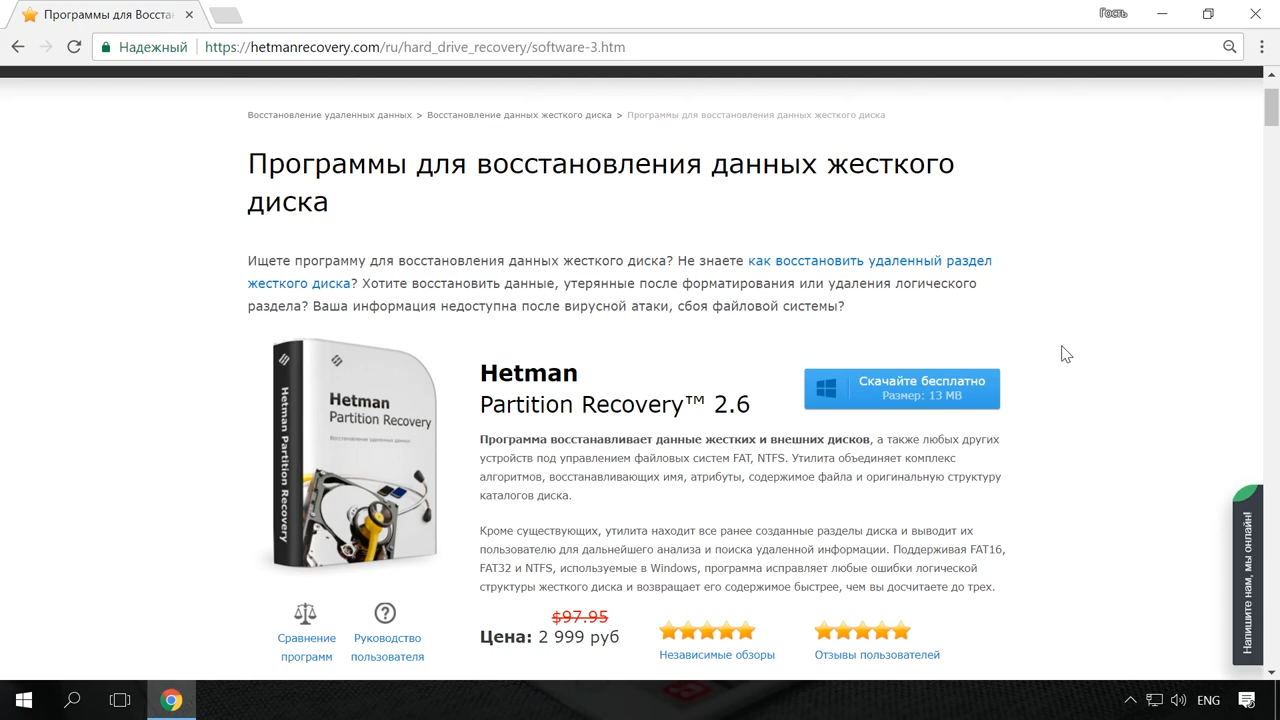 Программы для Восста
Гость
Надежный
https://hetmanrecovery.com/ru/hard_drive_recovery/software-3.htm
Восстановление удаленных данных > Восстановление данных жесткого диска > Программы для восстановления данных жесткого диска
Программы для восстановления данных жесткого
диска
Ищете программу для восстановления данных жесткого диска? Не знаете как восстановить удаленный раздел
жесткого диска? Хотите восстановить данные, утерянные после форматирования или удаления логического
раздела? Ваша информация недоступна после вирусной атаки, сбоя файловой системы?
Hetman
Partition Recovery
Восстановление удаленных данных
Hetman Partition Recovery
Hetman
Partition Recovery™ 2.6
Скачайте бесплатно
Размер: 13 MB
Программа восстанавливает данные жестких и внешних дисков, а также любых других
устройств под управлением файловых систем FAT, NTFS. Утилита объединяет комплекс
алгоритмов, восстанавливающих имя, атрибуты, содержимое файла и оригинальную структуру
каталогов диска.
Кроме существующих, утилита находит все ранее созданные разделы диска и выводит их
пользователю для дальнейшего анализа и поиска удаленной информации. Поддерживая FAT16,
FAT32 и NTFS, используемые в Windows, программа исправляет любые ошибки логической
структуры жесткого диска и возвращает его содержимое быстрее, чем вы досчитаете до трех.
$97.95
Цена: 2 999 руб
Независимые обзоры
Отзывы пользователей
Сравнение
программ
Руководство
пользователя
Напишите нам, мы онлайн!
ENG